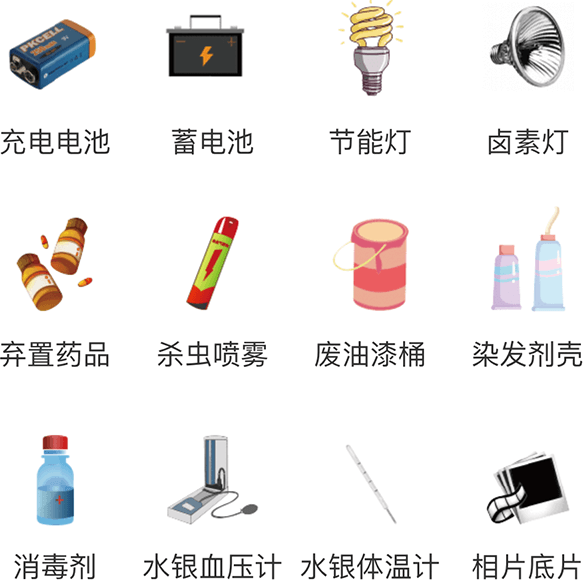 PKCELL
9V
充电电池
蓄电池
节能灯
卤素灯
弃置药品
杀虫喷雾
废油漆桶
染发剂壳
消毒剂
水银血压计
水银体温计
相片底片